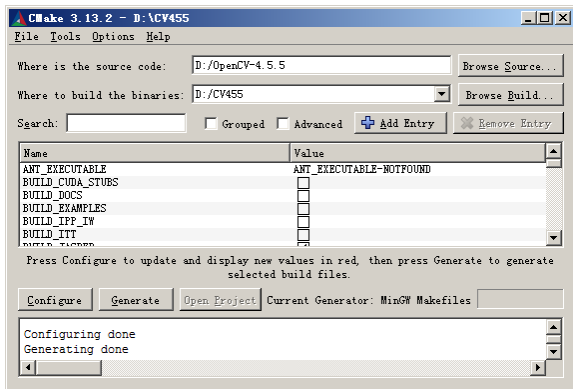 CMake 3.13.2 - D:\CV455
File Tools Options Help
Where is the source code: D:/OpenCV-4.5.5 Browse Source...
Where to build the binaries: D:/CV455 Browse Build...
Search: Grouped Advanced Add Entry Remove Entry
Name Value
ANT_EXECUTABLE ANT_EXECUTABLE-NOTFOUND
BUILD_CUDA_STUBS
BUILD_DOCS
BUILD_EXAMPLES
BUILD_IPP_IW
BUILD_ITT
BUILD_JASPER
Press Configure to update and display new values in red, then press Generate to generate
selected build files.
Configure Generate Open Project Current Generator: MinGW Makefiles
Configuring done
Generating done